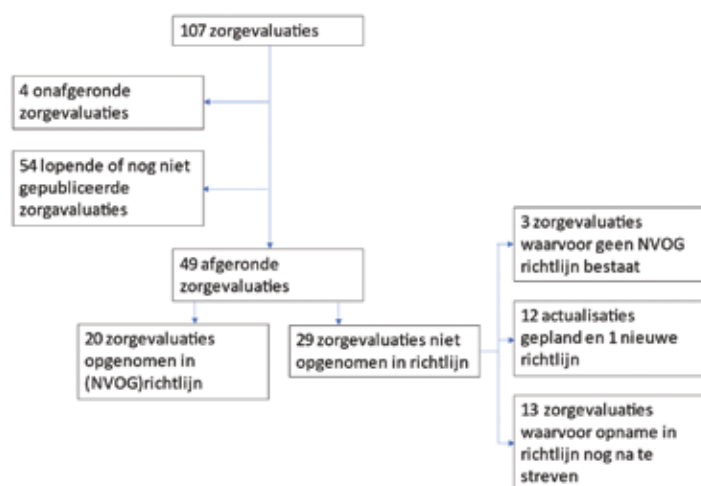 107 zorgevaluaties
4 onafgeronde
zorgevaluaties
54 lopende of nog niet
gepubliceerde
zorgavaluaties
49 afgeronde
zorgevaluaties
20 zorgevaluaties
opgenomen in
(NVOG)richtlijn
29 zorgevaluaties niet
opgenomen in richtlijn
3 zorgevaluaties
waarvoor geen NVOG
richtlijn bestaat
12 actualisaties
gepland en 1 nieuwe
richtlijn
13 zorgevaluaties
waarvoor opname in
richtlijn nog na te
streven